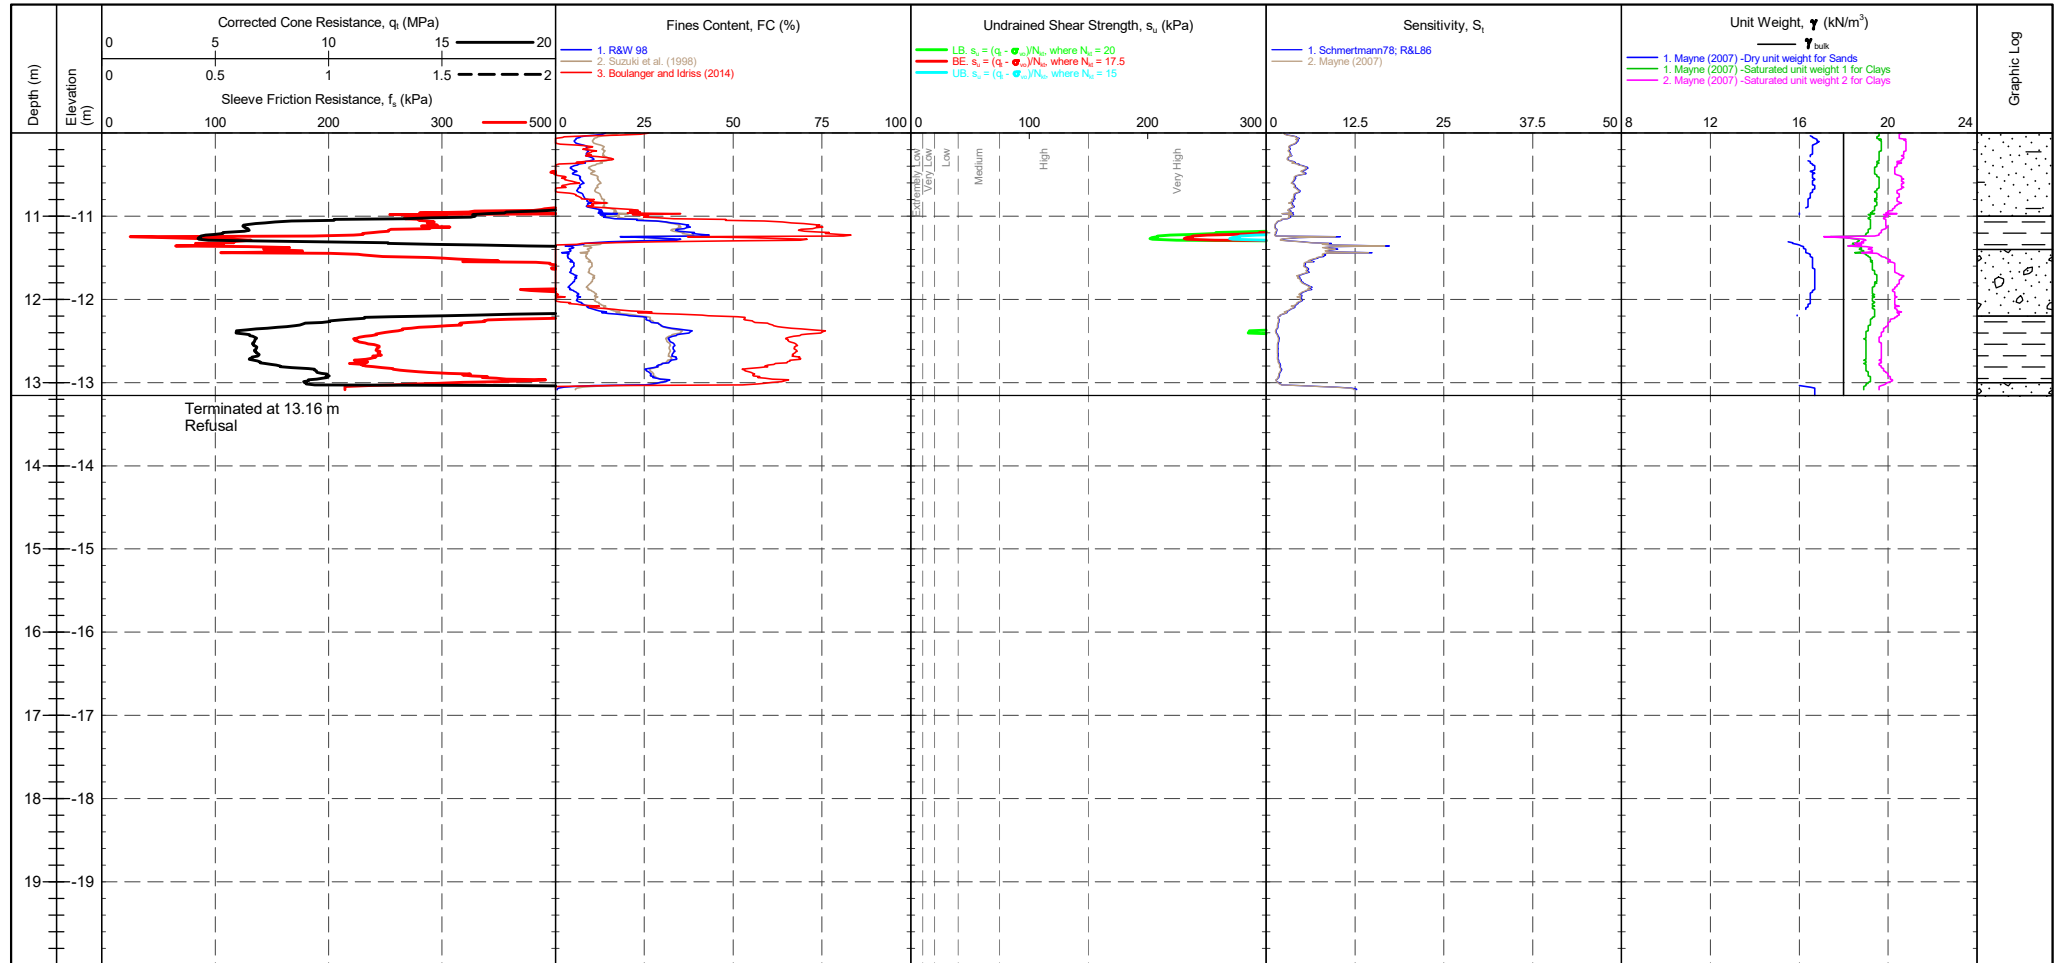 Depth (m)
Elevation
(m)
Corrected Cone Resistance, qt (MPa)
0 5 10 15 20
0 0.5 1 1.5 2
Sleeve Friction Resistance, fs (kPa)
0 100 200 300 500
Fines Content, FC (%)
1. R&W 98
2. Suzuki et al. (1998)
3. Boulanger and Idriss (2014)
0 25 50 75 100
Undrained Shear Strength, su (kPa)
LB. su = (qt - σvo)/Nkt, where Nkt = 20
BE. su = (qt - σvo)/Nkt, where Nkt = 17.5
UB. su = (qt - σvo)/Nkt, where Nkt = 15
0 100 200 300
Extremely Low
Very Low
Low
Medium
High
Very High
Sensitivity, St
1. Schmertmann78; R&L86
2. Mayne (2007)
0 12.5 25 37.5 50
Unit Weight, γ (kN/m3)
γbulk
1. Mayne (2007) -Dry unit weight for Sands
1. Mayne (2007) -Saturated unit weight 1 for Clays
2. Mayne (2007) -Saturated unit weight 2 for Clays
8 12 16 20 24
Graphic Log
11 -11
12 -12
13 -13
Terminated at 13.16 m
Refusal
14 -14
15 -15
16 -16
17 -17
18 -18
19 -19